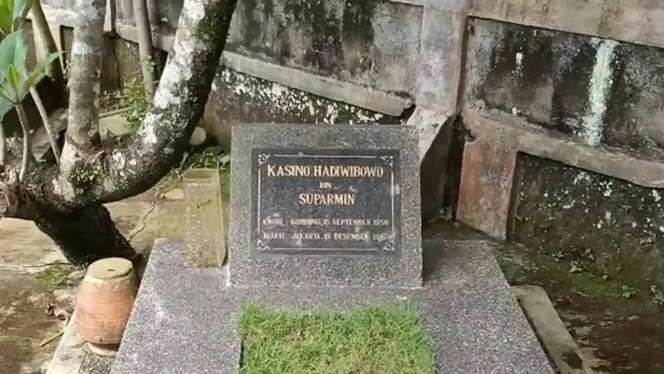 KASINO HADIWIBOWO
BIN
SUPARMIN
LAHIR : GOMBONG, 15 SEPTEMBER 1950
WAFAT : JAKARTA, 18 DESEMBER